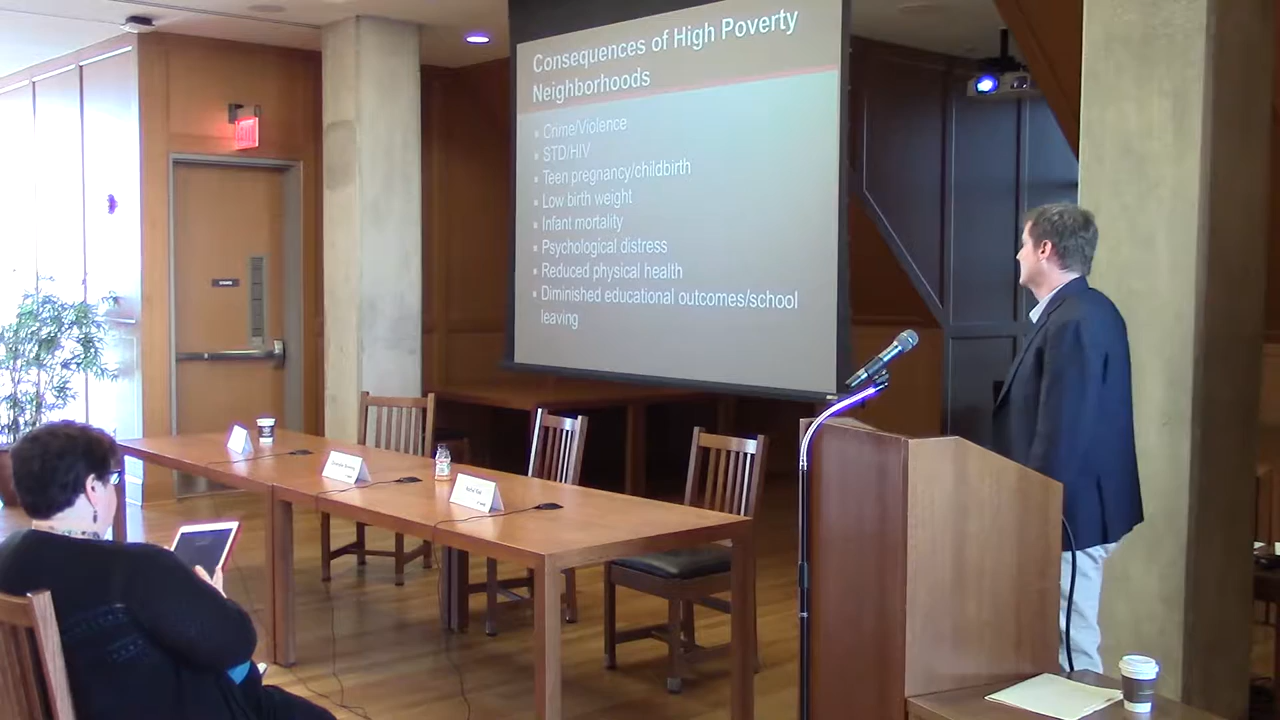 Consequences of High Poverty
Neighborhoods
Crime/Violence
STD/HIV
Teen pregnancy/childbirth
Low birth weight
Infant mortality
Psychological distress
Reduced physical health
Diminished educational outcomes/school
leaving
EXIT